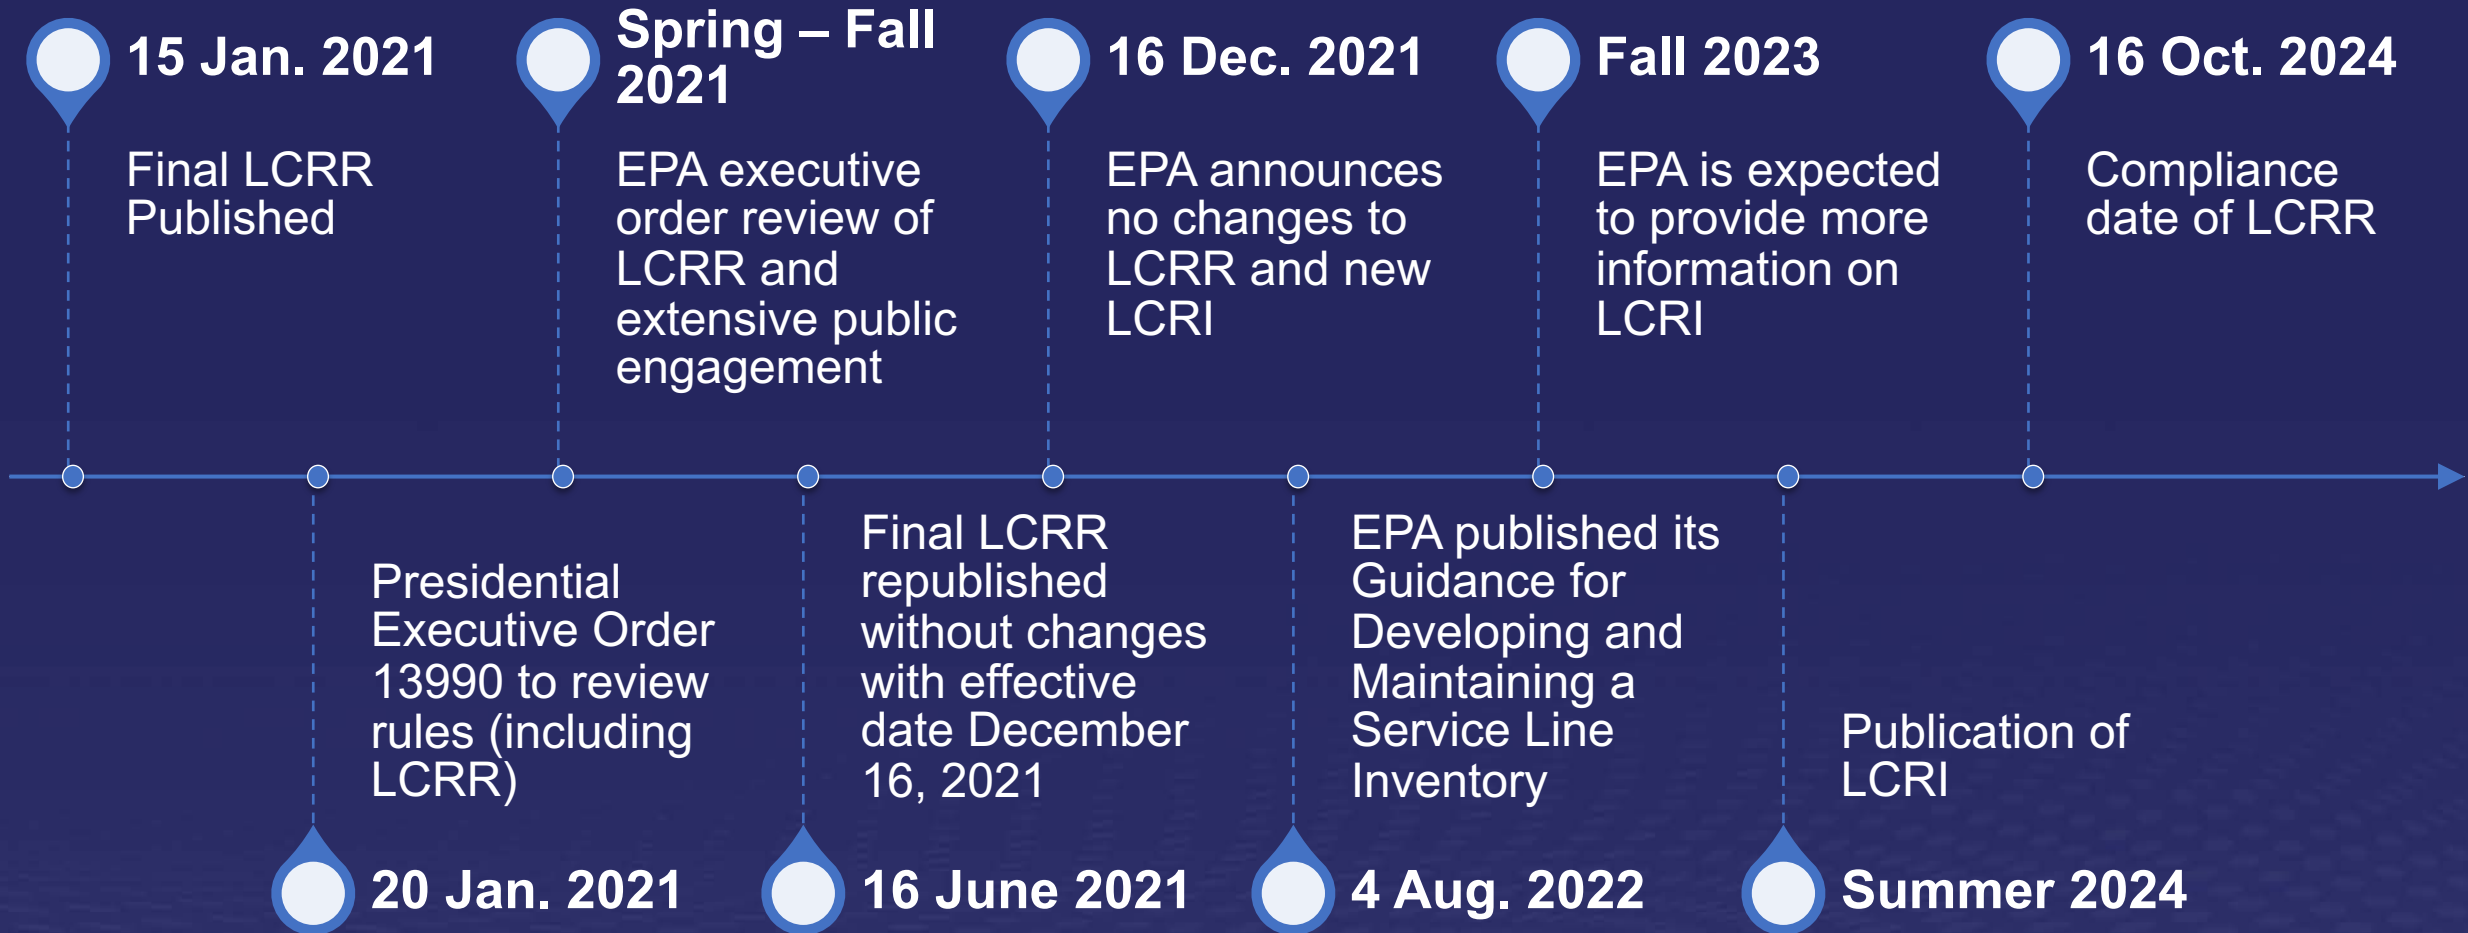 15 Jan. 2021
Final LCRR
Published
Spring – Fall
2021
EPA executive
order review of
LCRR and
extensive public
engagement
16 Dec. 2021
EPA announces
no changes to
LCRR and new
LCRI
Fall 2023
EPA is expected
to provide more
information on
LCRI
16 Oct. 2024
Compliance
date of LCRR
Presidential
Executive Order
13990 to review
rules (including
LCRR)
20 Jan. 2021
Final LCRR
republished
without changes
with effective
date December
16, 2021
16 June 2021
EPA published its
Guidance for
Developing and
Maintaining a
Service Line
Inventory
4 Aug. 2022
Publication of
LCRI
Summer 2024